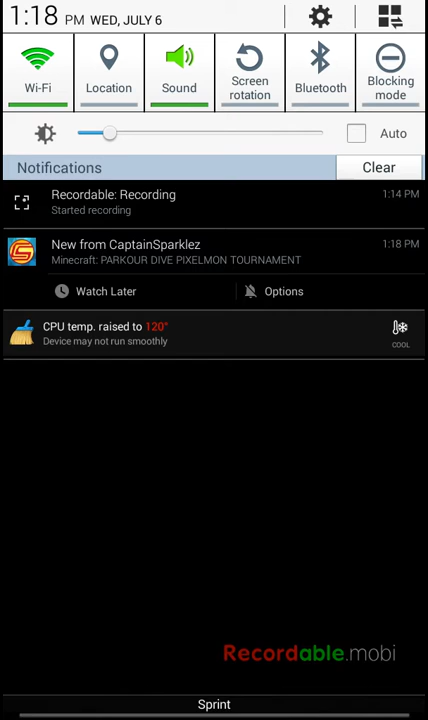 1:18 PM WED, JULY 6
Wi-Fi
Location
Sound
Screen
rotation
Bluetooth
Blocking
mode
Auto
Notifications
Clear
Recordable: Recording
1:14 PM
Started recording
New from CaptainSparklez
1:18 PM
Minecraft: PARKOUR DIVE PIXELMON TOURNAMENT
Watch Later
Options
CPU temp. raised to 120°
Device may not run smoothly
COOL
Recordable.mobi
Sprint